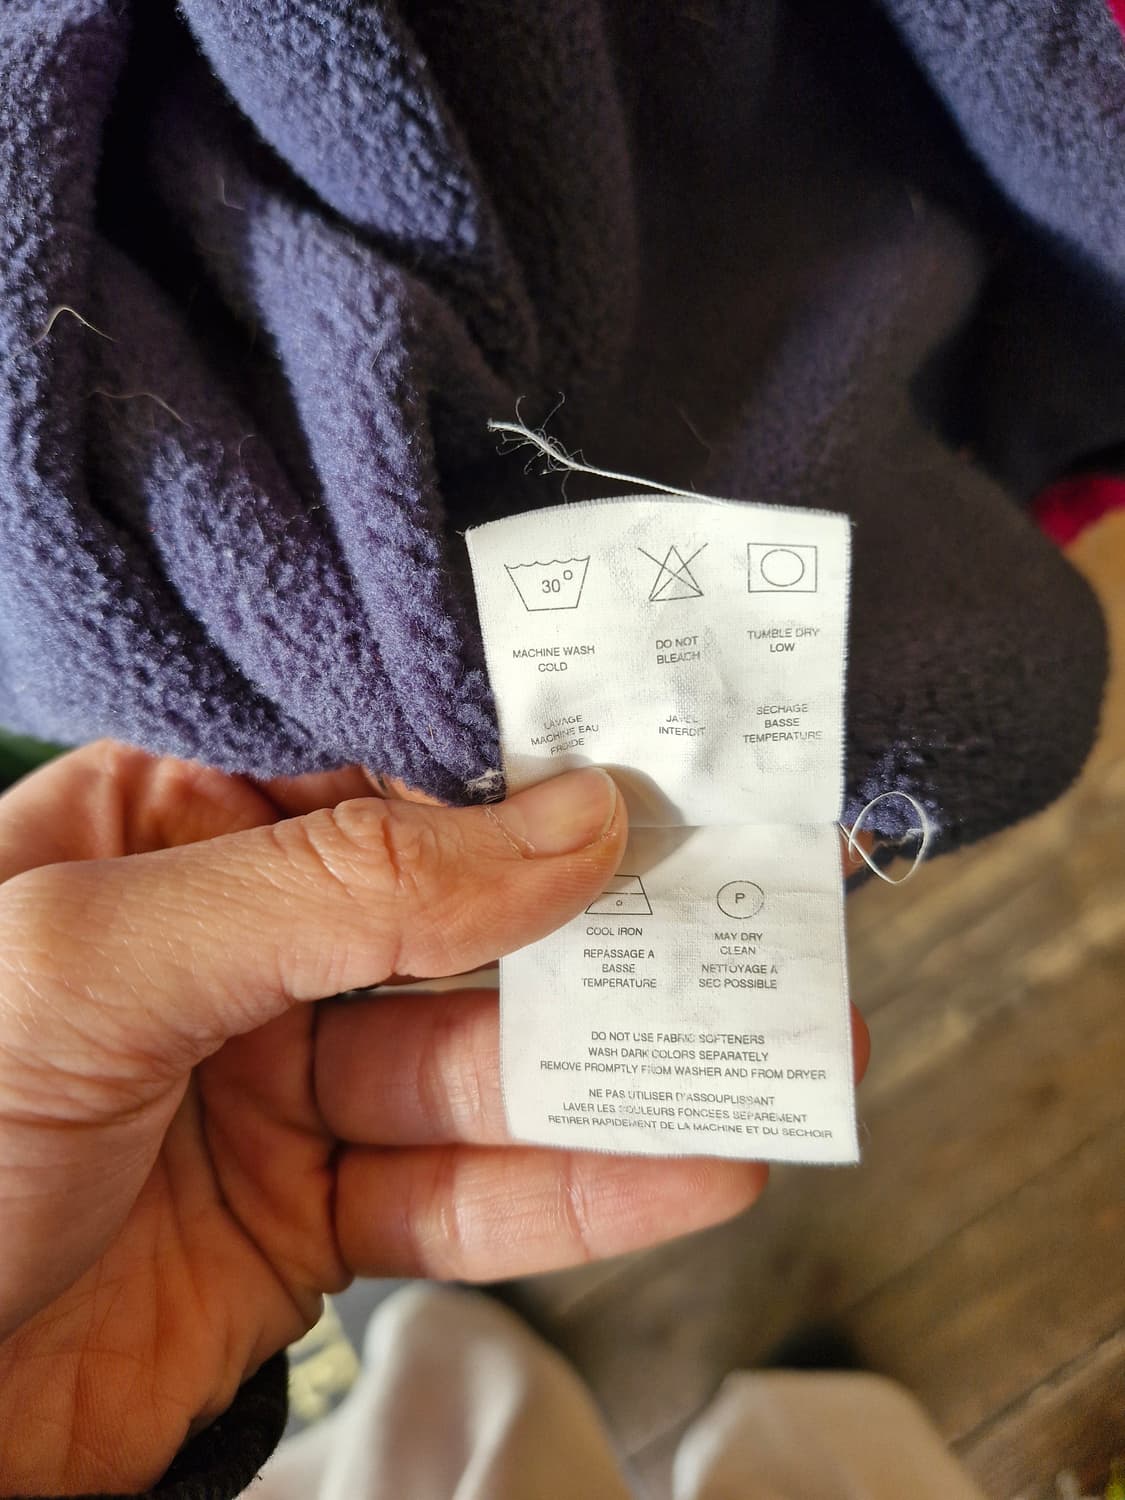 30°
MACHINE WASH
COLD
DO NOT
BLEACH
TUMBLE DRY
LOW
LAVAGE
MACHINE EAU
FROIDE
JAVEL
INTERDIT
SECHAGE
BASSE
TEMPERATURE
P
COOL IRON
MAY DRY
CLEAN
REPASSAGE A
BASSE
TEMPERATURE
NETTOYAGE A
SEC POSSIBLE
DO NOT USE FABRIC SOFTENERS
WASH DARK COLORS SEPARATELY
REMOVE PROMPTLY FROM WASHER AND FROM DRYER
NE PAS UTILISER D'ASSOUPLISSANT
LAVER LES COULEURS FONCEES SEPAREMENT
RETIRER RAPIDEMENT DE LA MACHINE ET DU SECHOIR